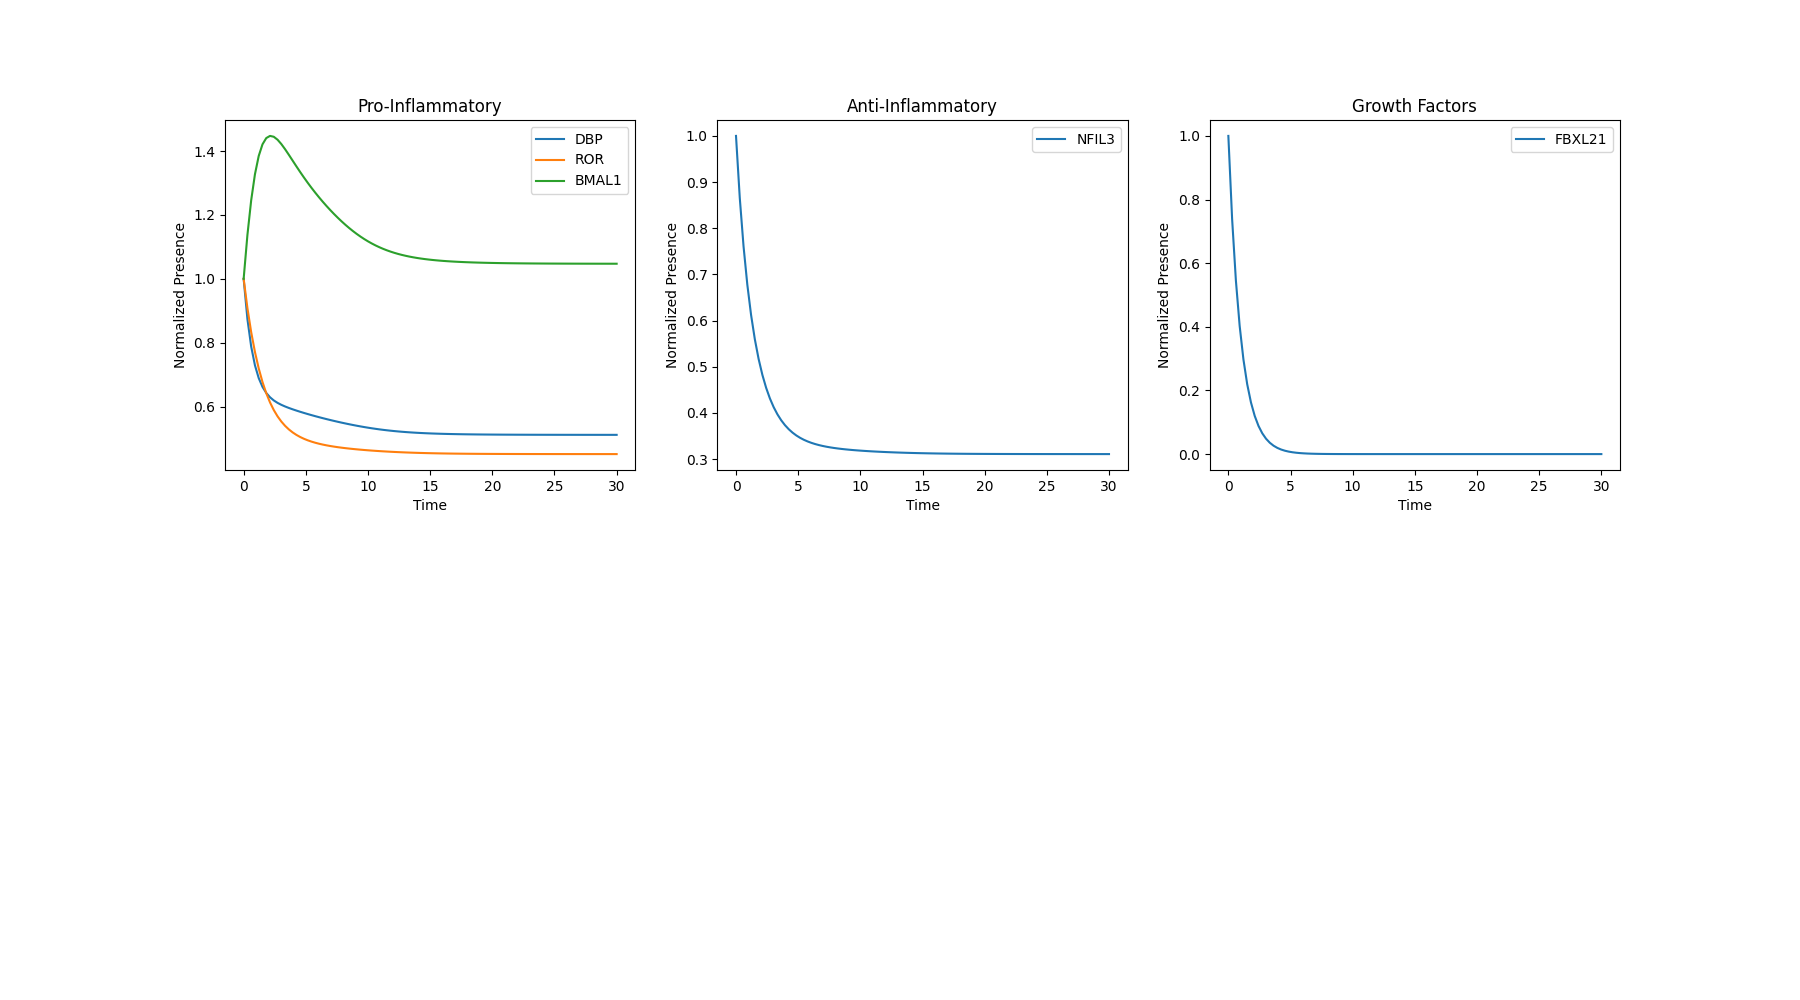 Pro-Inflammatory
Normalized Presence
1.4
1.2
1.0
0.8
0.6
0 5 10 15 20 25 30
Time
DBP
ROR
BMAL1
Anti-Inflammatory
Normalized Presence
1.0
0.9
0.8
0.7
0.6
0.5
0.4
0.3
0 5 10 15 20 25 30
Time
NFIL3
Growth Factors
Normalized Presence
1.0
0.8
0.6
0.4
0.2
0.0
0 5 10 15 20 25 30
Time
FBXL21